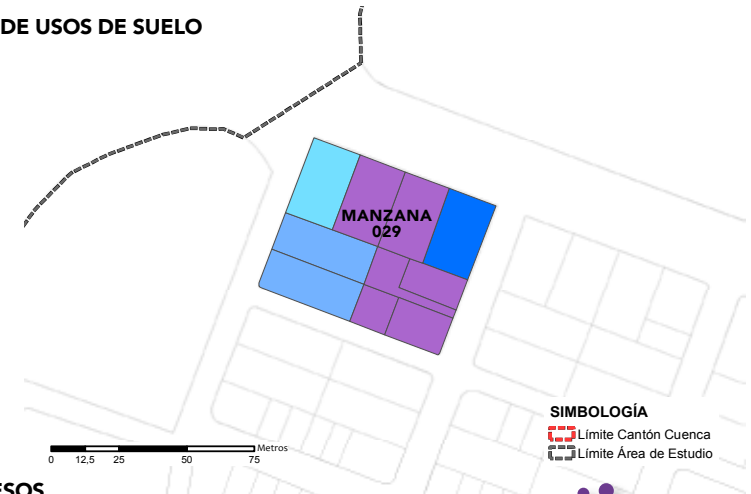 DE USOS DE SUELO
MANZANA
029
SIMBOLOGÍA
Límite Cantón Cuenca
Límite Área de Estudio
Metros
0 12,5 25 50 75